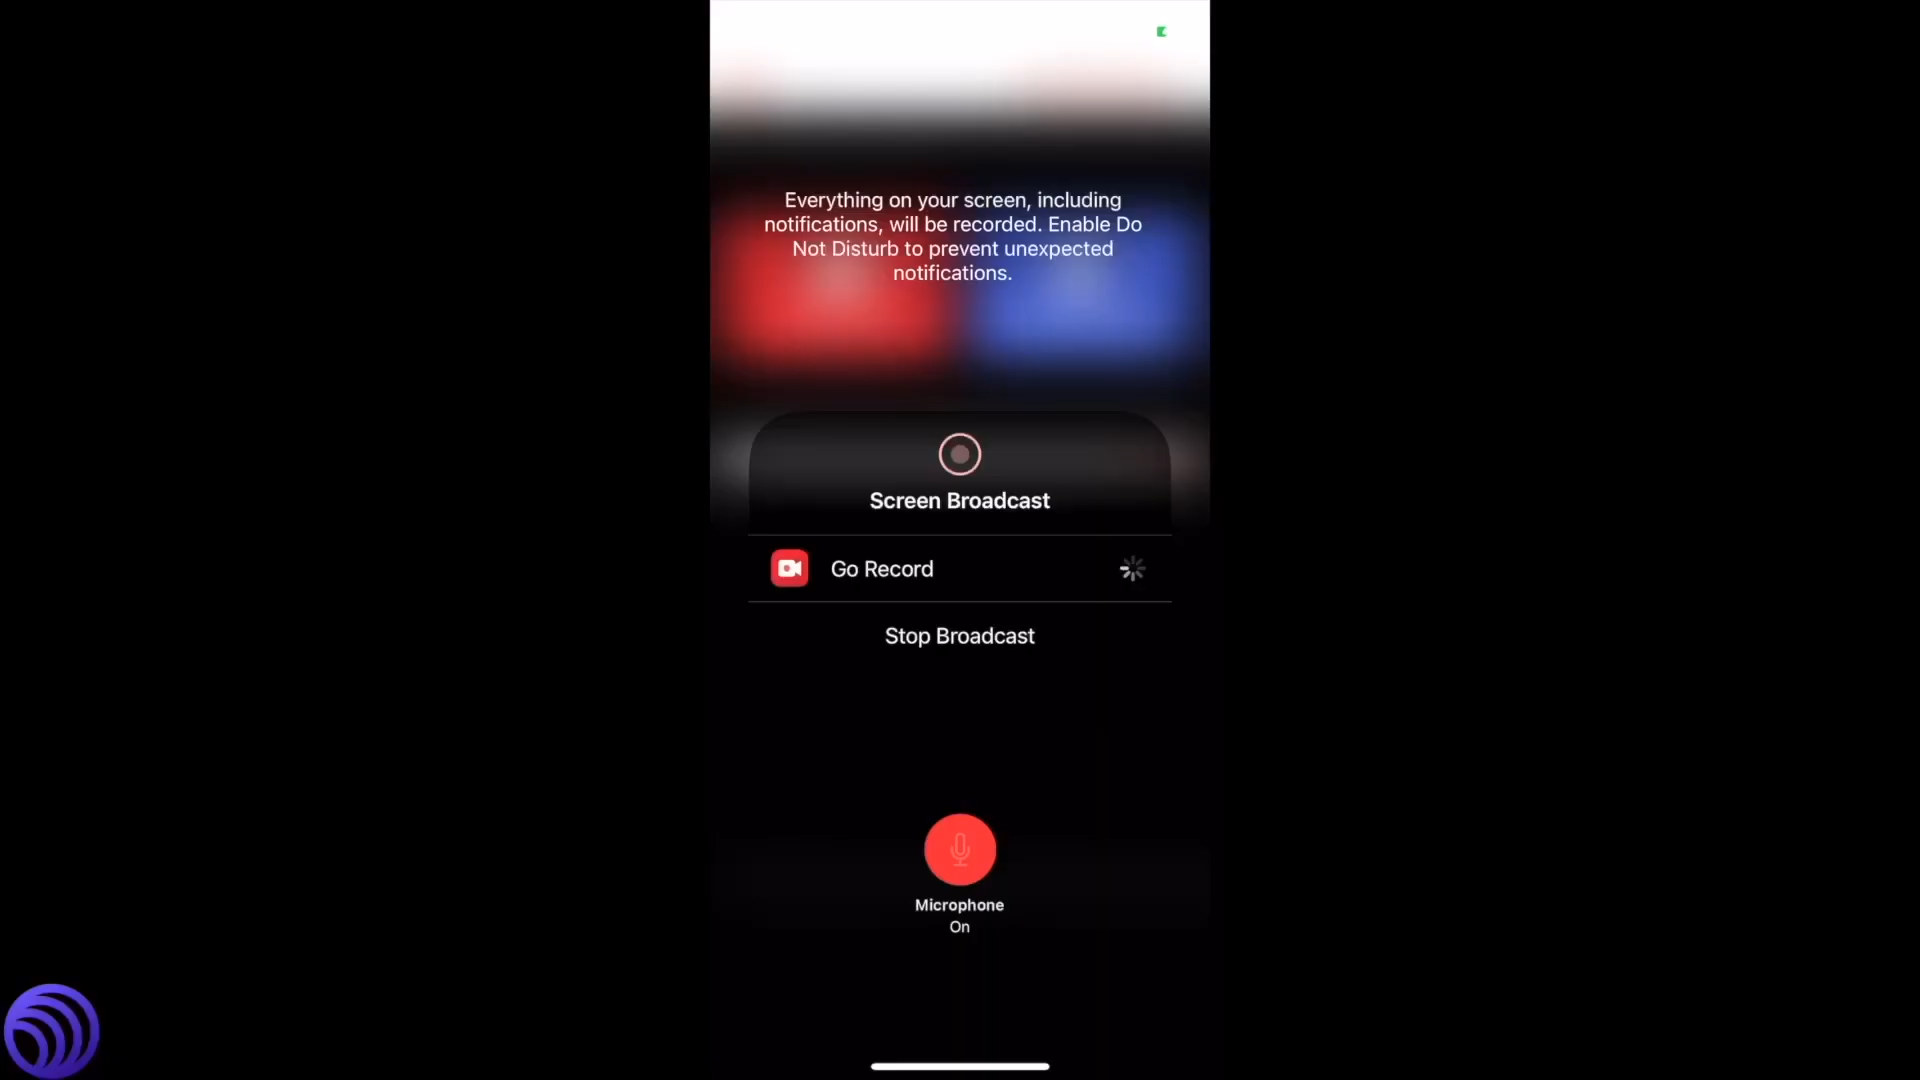 Everything on your screen, including
notifications, will be recorded. Enable Do
Not Disturb to prevent unexpected
notifications.
Screen Broadcast
Go Record
Stop Broadcast
Microphone
On